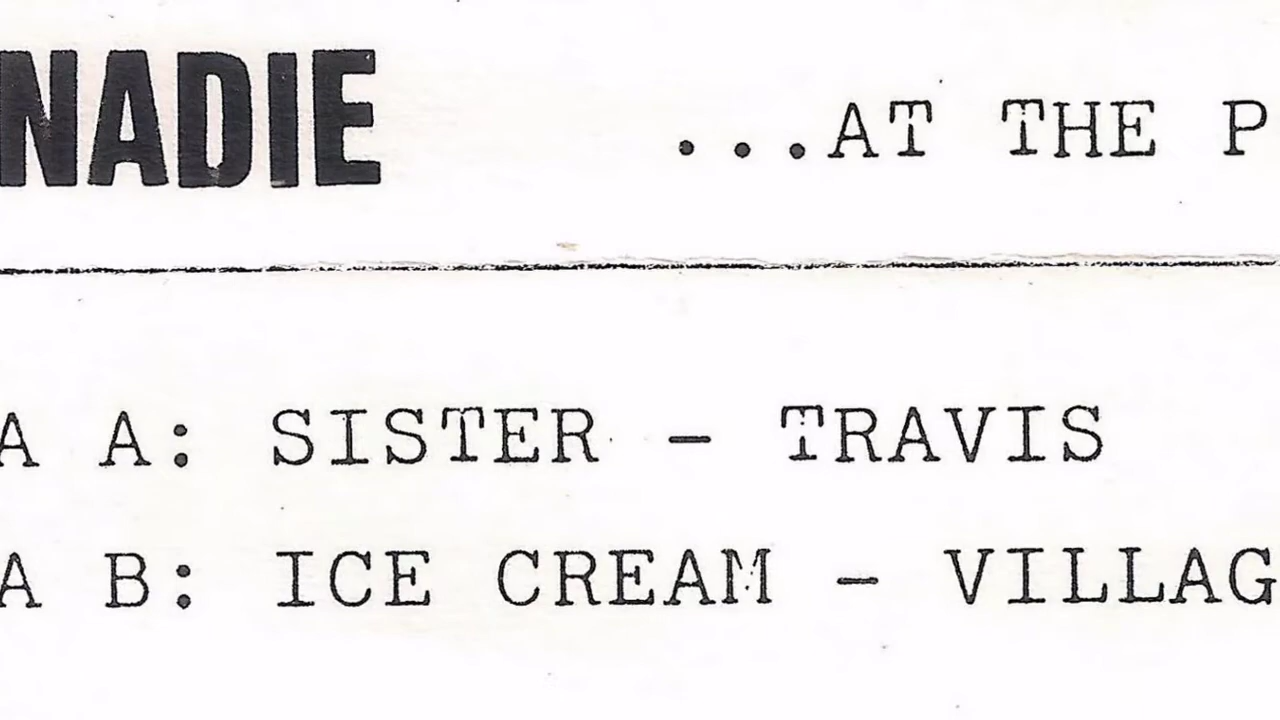 NADIE ...AT THE P
A A: SISTER - TRAVIS
A B: ICE CREAM - VILLAG